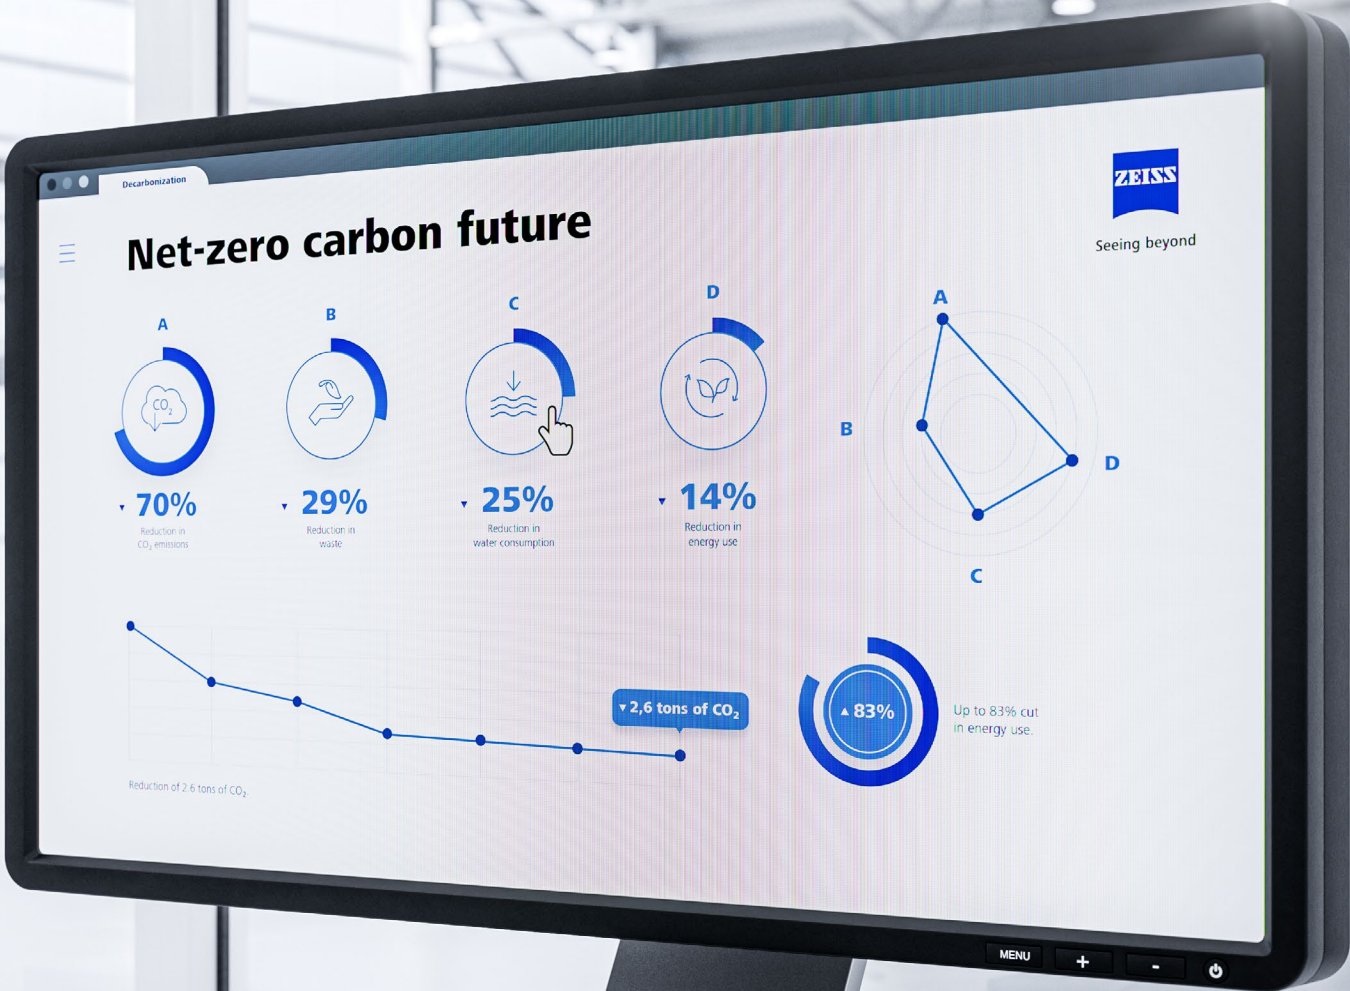 Decarbonization
ZEISS
Seeing beyond
Net-zero carbon future
A
B
C
D
CO₂
▼ 70%
Reduction in
CO₂ emissions
▼ 29%
Reduction in
waste
▼ 25%
Reduction in
water consumption
▼ 14%
Reduction in
energy use
A
B
D
C
▼ 2,6 tons of CO₂
Reduction of 2.6 tons of CO₂
▲ 83%
Up to 83% cut
in energy use.
MENU
+
-